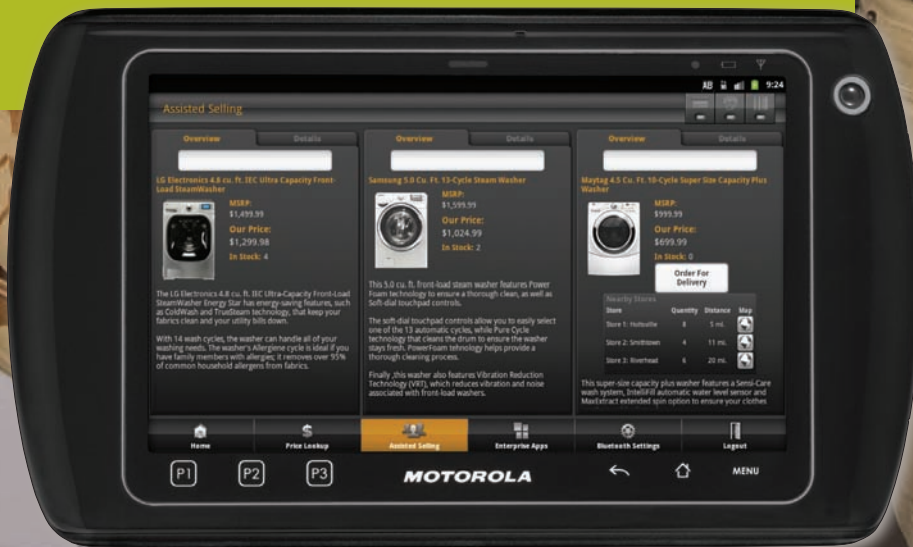 AB 9:24
Assisted Selling
Overview Details
LG Electronics 4.8 cu. ft. IEC Ultra Capacity Front-
Load SteamWasher
MSRP:
$1,499.99
Our Price:
$1,299.98
In Stock: 4
The LG Electronics 4.8 cu. ft. IEC Ultra-Capacity Front-Load
SteamWasher Energy Star has energy-saving features, such
as ColdWash and TrueSteam technology, that keep your
fabrics clean and your utility bills down.
With 14 wash cycles, the washer can handle all of your
washing needs. The washer's Allergiene cycle is ideal if you
have family members with allergies; it removes over 95%
of common household allergens from fabrics.
Overview Details
Samsung 5.0 Cu. Ft. 13-Cycle Steam Washer
MSRP:
$1,599.99
Our Price:
$1,024.99
In Stock: 2
This 5.0 cu. ft. front-load steam washer features Power
Foam technology to ensure a thorough clean, as well as
Soft-dial touchpad controls.
The soft-dial touchpad controls allow you to easily select
one of the 13 automatic cycles, while Pure Cycle
technology that cleans the drum to ensure the washer
stays fresh. PowerFoam tehnology helps provide a
thorough cleaning process.
Finally ,this washer also features Vibration Reduction
Technology (VRT), which reduces vibration and noise
associated with front-load washers.
Overview Details
Maytag 4.5 Cu. Ft. 10-Cycle Super Size Capacity Plus
Washer
MSRP:
$999.99
Our Price:
$699.99
In Stock: 0
Order For
Delivery
Nearby Stores
Store Quantity Distance Map
Store 1: 8 5 mi.
Store 2: Smithtown 4 11 mi.
Store 3: Riverhead 6 20 mi.
This super-size capacity plus washer features a Semi-Care
wash system, IntelliFill automatic water level sensor and
MaxExtract extended spin option to ensure your clothes
Home Price Lookup Assisted Selling Enterprise Apps Bluetooth Settings Logout
P1 P2 P3 MOTOROLA MENU